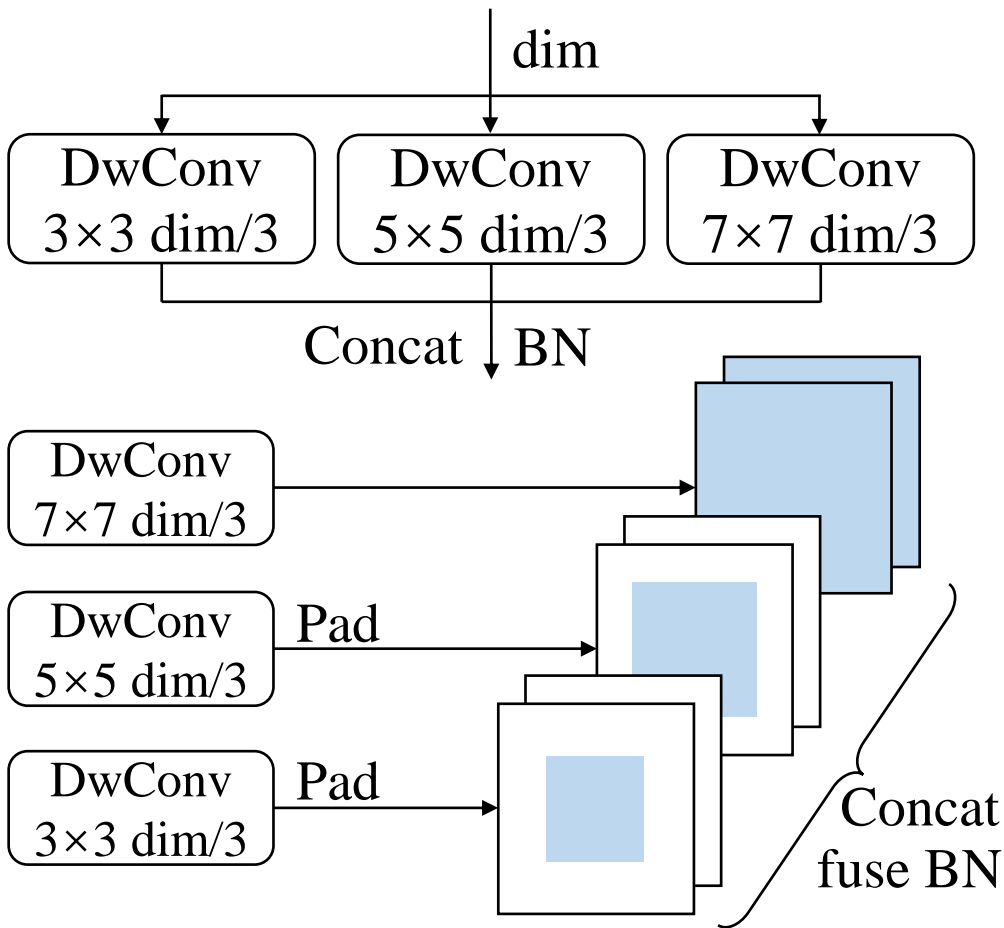 dim
DwConv
3×3 dim/3
DwConv
5×5 dim/3
DwConv
7×7 dim/3
Concat
BN
DwConv
7×7 dim/3
DwConv
5×5 dim/3
Pad
DwConv
3×3 dim/3
Pad
Concat
fuse BN